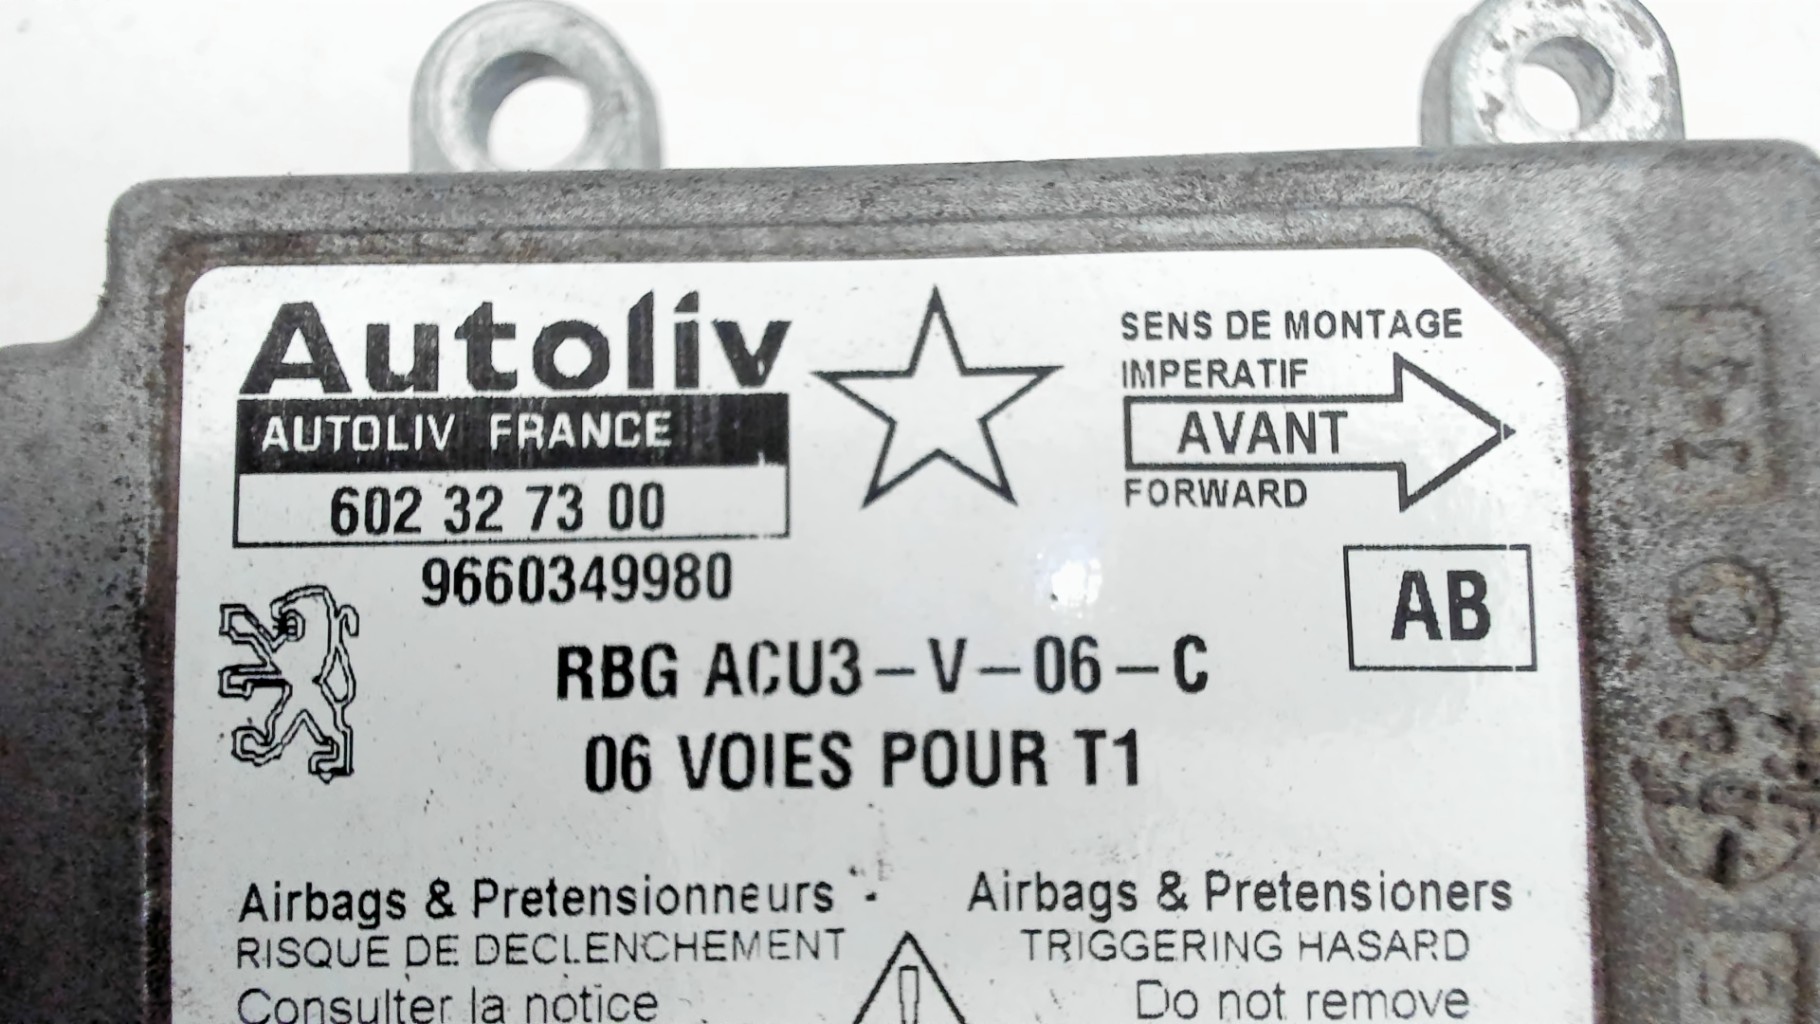 Autoliv
AUTOLIV FRANCE
602 32 73 00
9660349980
SENS DE MONTAGE
IMPERATIF
AVANT
FORWARD
AB
RBG ACU3-V-06-C
06 VOIES POUR T1
Airbags & Pretensionneurs -
RISQUE DE DECLENCHEMENT
Consulter la notice
Airbags & Pretensioners
TRIGGERING HASARD
Do not remove